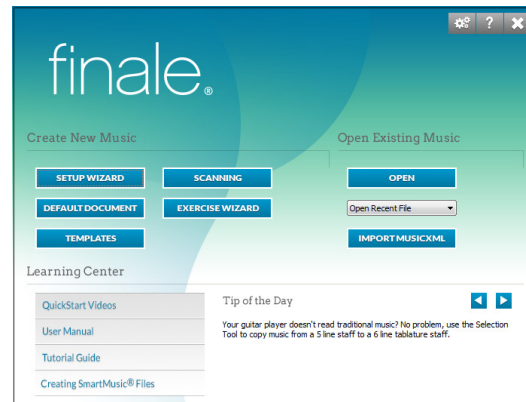 ?
finale®
Create New Music
Open Existing Music
SETUP WIZARD
SCANNING
OPEN
DEFAULT DOCUMENT
EXERCISE WIZARD
Open Recent File
TEMPLATES
IMPORT MUSICXML
Learning Center
QuickStart Videos
User Manual
Tutorial Guide
Creating SmartMusic® Files
Tip of the Day
Your guitar player doesn't read traditional music? No problem, use the Selection
Tool to copy music from a 5 line staff to a 6 line tablature staff.